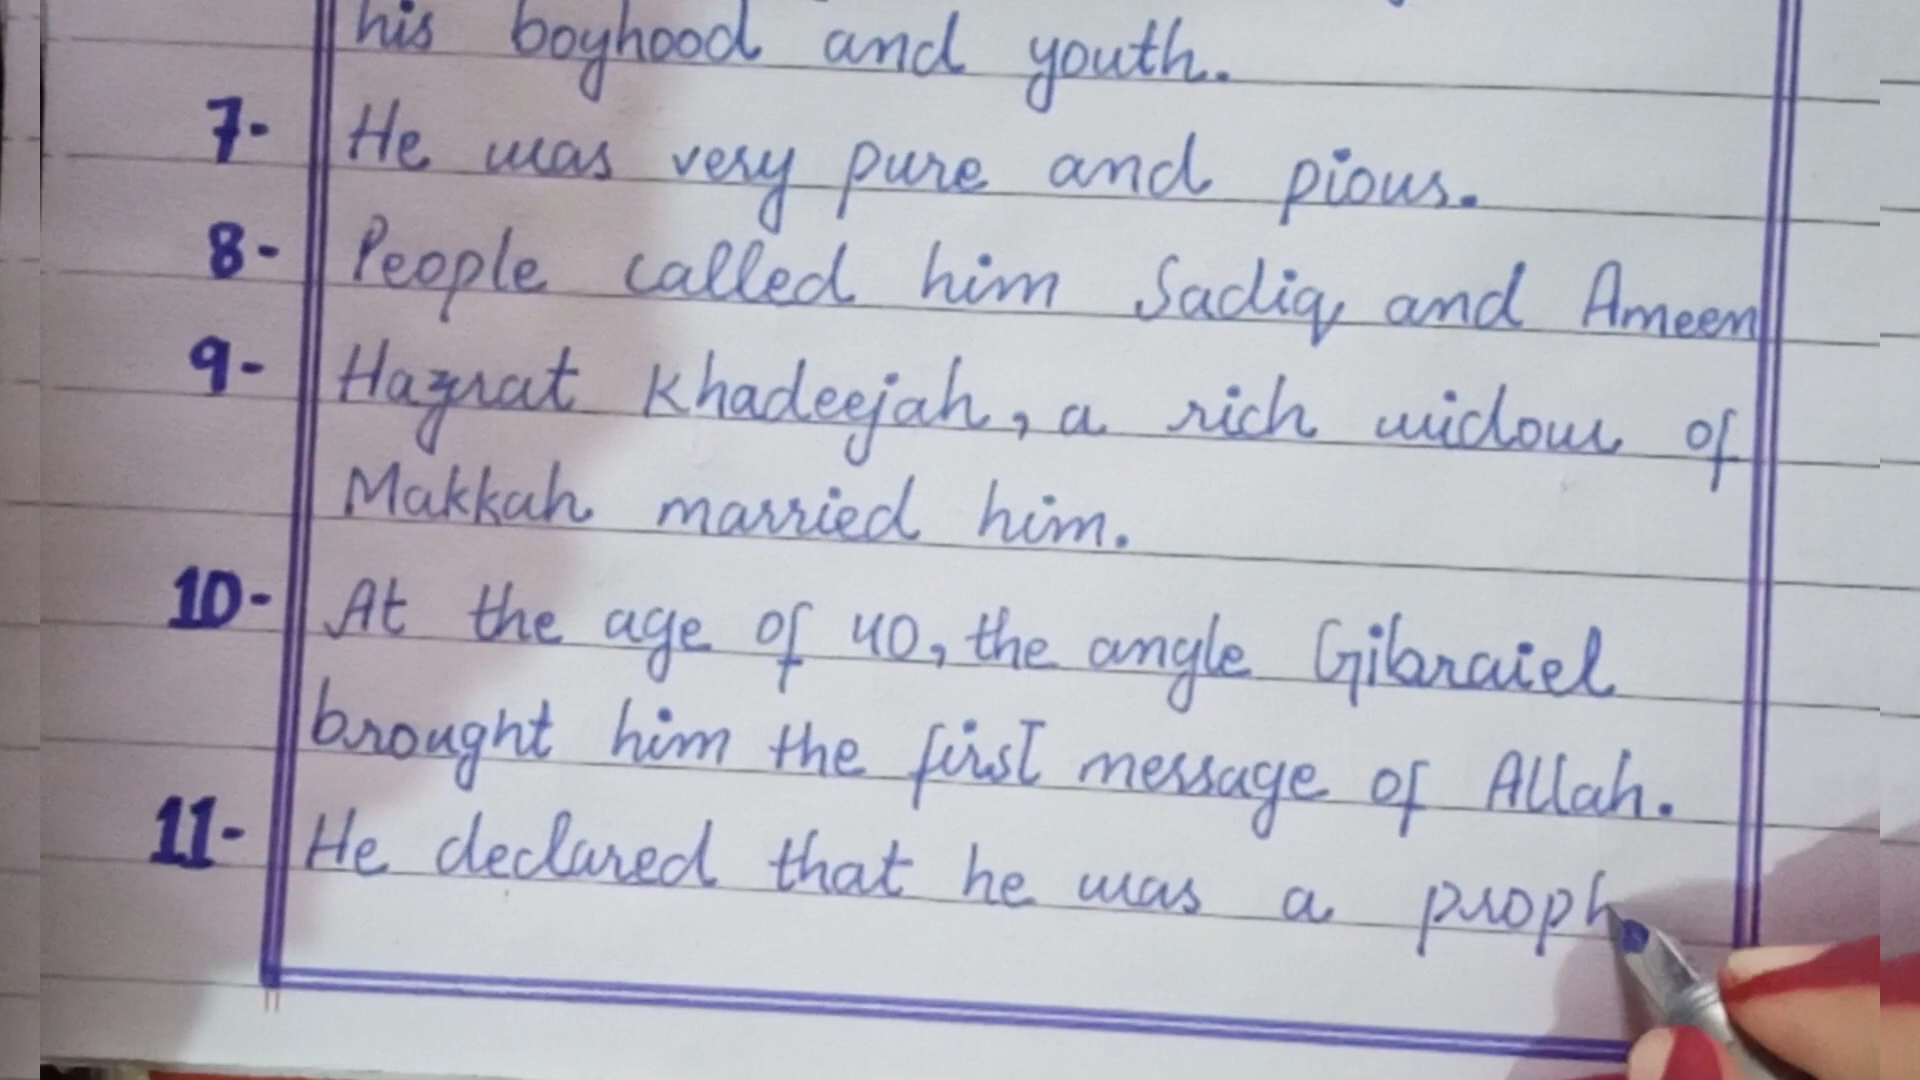 his boyhood and youth.
7- He was very pure and pious.
8- People called him Sadiq and Ameen
9- Hazrat Khadeejah, a rich widow of
Makkah married him.
10- At the age of 40, the angle Gibraiel
brought him the first message of Allah.
11- He declared that he was a proph